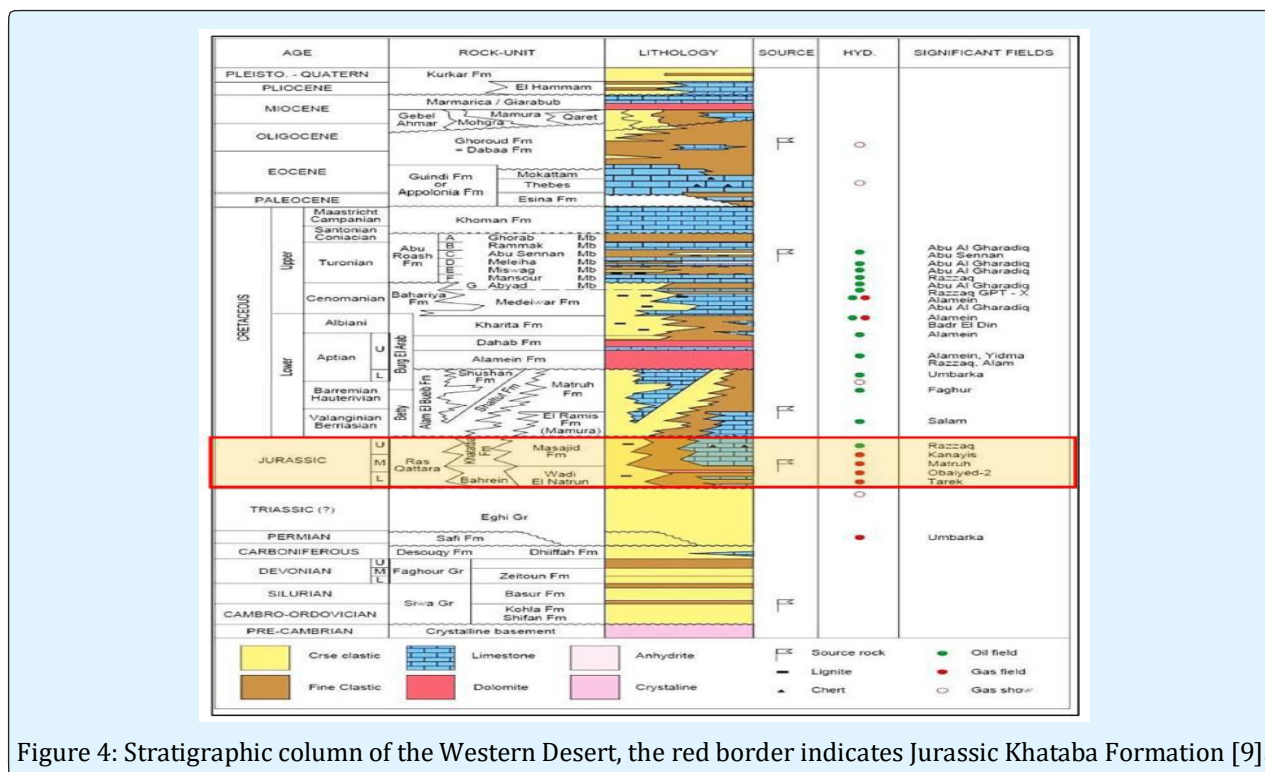 AGE ROCK-UNIT LITHOLOGY SOURCE HYD. SIGNIFICANT FIELDS
PLEISTO. - QUATERN Kurkar Fm
PLIOCENE El Hammam
MIOCENE Marmarica / Giarabub
Gebel Ahmar Mohgra Mamura Qaret
OLIGOCENE Ghoroud Fm
= Dabaa Fm
EOCENE Guindi Fm or Appolonia Fm Mokattam
Thebes
PALEOCENE Esina Fm
CRETACEOUS
Upper
Maastricht
Campanian Khoman Fm
Santonian
Coniacian
Turonian
Abu Roash Fm
A Ghorab Mb
B Rammak Mb
C Abu Sennan Mb Abu Al Gharadiq
D Meleiha Mb Abu Sennan
E Miswag Mb Abu Al Gharadiq
F Mansour Mb Abu Al Gharadiq
G Abyad Mb Razzaq
Abu Al Gharadiq
Cenomanian Bahariya Fm Medeiwar Fm Razzaq GPT - X
Alamein
Abu Al Gharadiq
Lower
Albiani Burg El Arab Kharita Fm Alamein
Badr El Din
Aptian U L Dahab Fm Alamein
Alamein Fm Alamein, Yidma
Razzaq, Alam
Betty Alam El Bueib Fm Shushan Fm Shaltut Fm Matruh Fm Umbarka
Barremian
Hauterivian Faghur
Valanginian
Berriasian El Ramis Fm
(Mamura) Salam
JURASSIC U M L Ras Qattara Khatatba Fm Masajid Fm Razzaq
Kanayis
Matruh
Bahrein Wadi El Natrun Obaiyed-2
Tarek
TRIASSIC (?) Eghi Gr
PERMIAN Safi Fm Umbarka
CARBONIFEROUS Desouqy Fm Dhiffah Fm
DEVONIAN U M L Faghour Gr Zeitoun Fm
SILURIAN Siwa Gr Basur Fm
CAMBRO-ORDOVICIAN Kohla Fm
Shifan Fm
PRE-CAMBRIAN Crystalline basement
Crse clastic Limestone Anhydrite Source rock Oil field
Lignite Gas field
Fine Clastic Dolomite Crystaline Chert Gas show
Figure 4: Stratigraphic column of the Western Desert, the red border indicates Jurassic Khataba Formation [9]